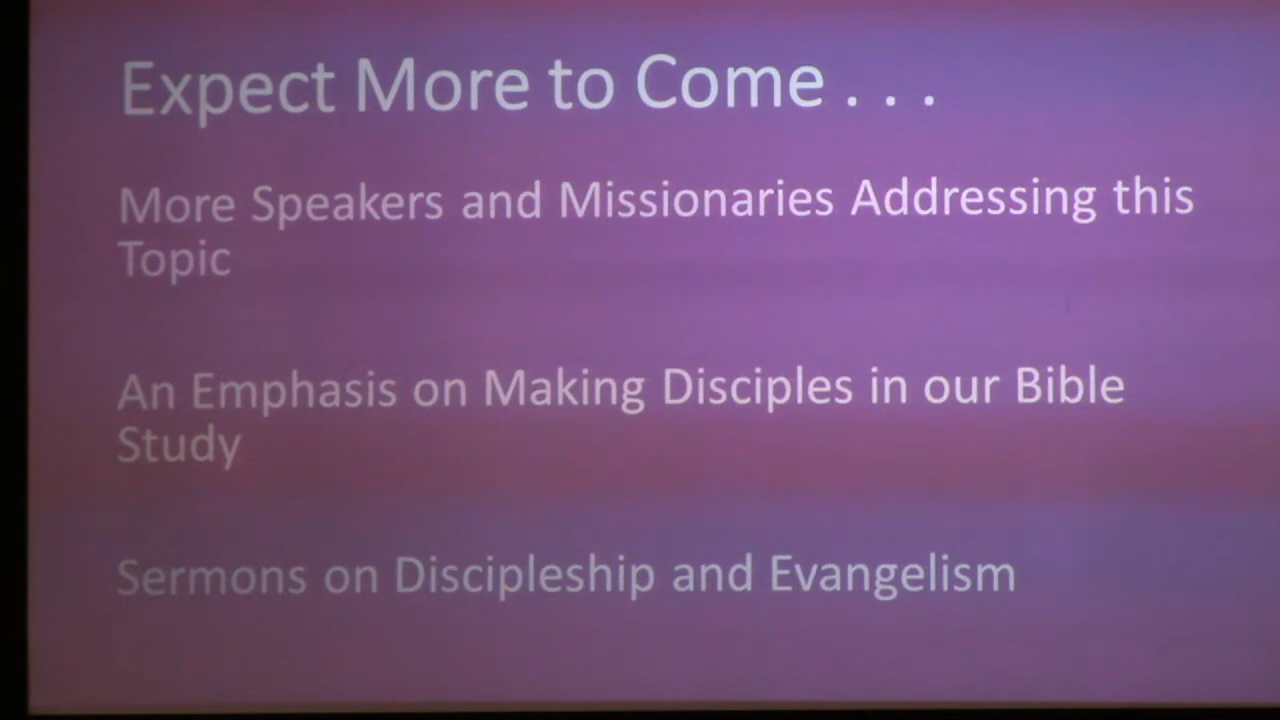 Expect More to Come . . .
More Speakers and Missionaries Addressing this
Topic
An Emphasis on Making Disciples in our Bible
Study
Sermons on Discipleship and Evangelism